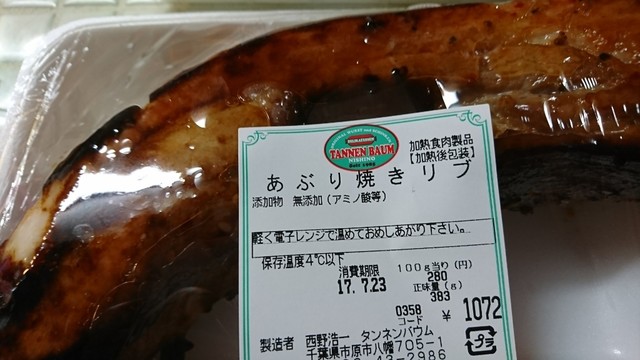 TANNEN BAUM
NISHINO
加熱食肉製品
【加熱後包装】
あぶり焼きリブ
添加物 無添加(アミノ酸等)
軽く電子レンジで温めておめしあがり下さい。
保存温度4℃以下
消費期限
17.7.23
100g当り(円)
280
正味量(g)
383
0358
コード
¥ 1072
製造者 西野浩一 タンネンバウム
千葉県市原市八幡705-1
43-2986
プラ